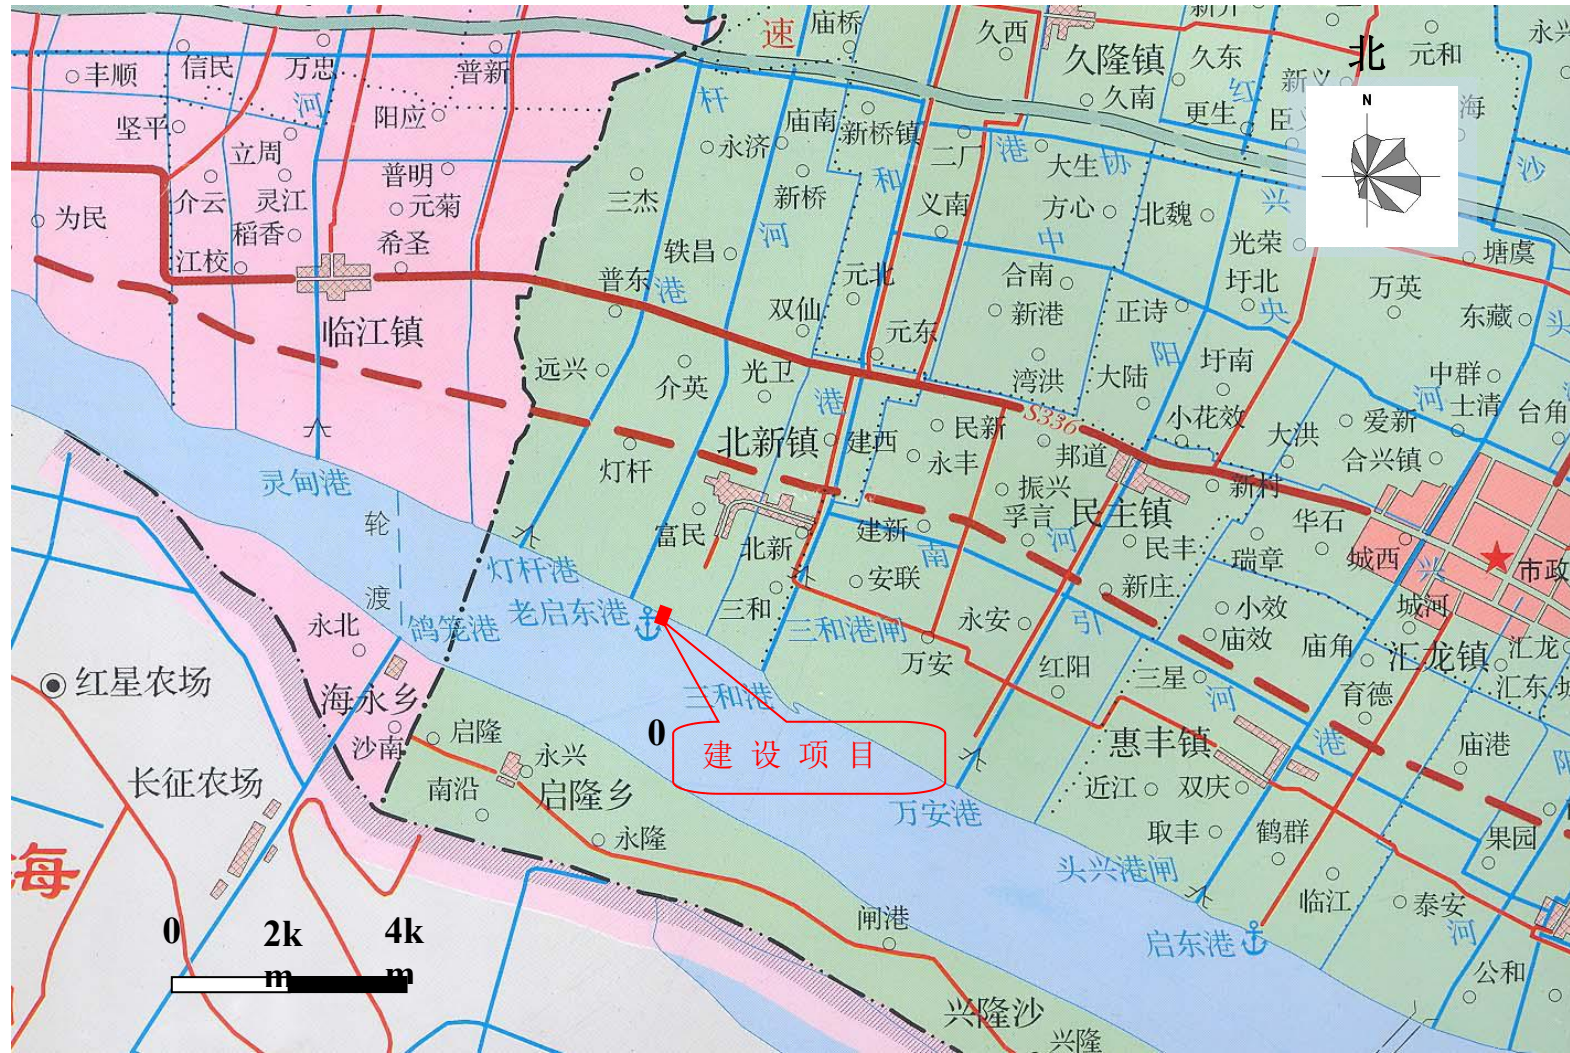 速
庙桥
久西
新介
元和
永兴
北
丰顺
信民
万忠
普新
久隆镇
久东
新义
红
河
杆
N
阳应
久南
更生
臣义
海
坚平
庙南
新桥镇
立周
永济
二厂
港
大生
协
沙
普明
和
介云
灵江
元菊
三杰
新桥
义南
方心
北魏
兴
为民
稻香
希圣
河
中
光荣
江校
轶昌
塘虞
普东
港
元北
合南
圩北
万英
双仙
新港
正诗
央
东藏
头
临江镇
元东
阳
圩南
远兴
介英
光卫
湾洪
大陆
中群
港
河
士清
台角
S336
小花效
爱新
大洪
北新镇
建西
民新
邦道
合兴镇
灯杆
永丰
灵甸港
振兴
新村
轮
孚言
民主镇
华石
富民
北新
建新
河
民丰
瑞章
城西
兴
南
灯杆港
安联
新庄
市政
渡
老启东港
三和
小效
城河
永北
鸽笼港
三和港闸
永安
引
庙效
庙角
汇龙镇
汇龙
红星农场
万安
红阳
三星
河
汇东
城
海永乡
三和港
育德
沙南
启隆
0
建设项目
惠丰镇
港
庙港
阳
永兴
长征农场
南沿
启隆乡
近江
双庆
万安港
永隆
取丰
鹤群
果园
海
头兴港闸
临江
泰安
闸港
0
2km
4km
启东港
河
公和
兴隆沙
兴隆